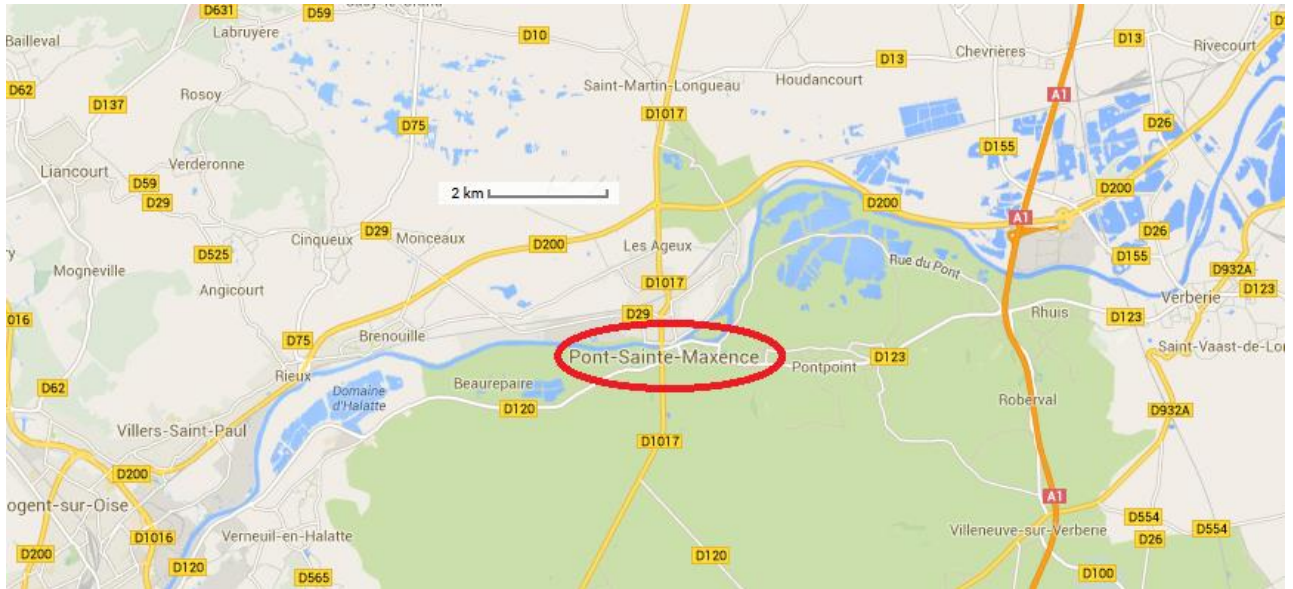 D631
D59
Labruyère
D10
Bailleval
Chevrières
D13
Rivecourt
D13
Houdancourt
Saint-Martin-Longueau
D62
D137
Rosoy
A1
D1017
D75
D26
D155
Verderonne
Liancourt
D59
D29
2 km
D200
D200
A1
Cinqueux
D29
Monceaux
D200
Les Ageux
D26
D525
Rue du Pont
D155
Mogneville
D932A
D123
Angicourt
D1017
Verberie
D29
Rhuis
D123
016
D75
Brenouille
Pont-Sainte-Maxence
D123
Pontpoint
Rieux
D62
Beaurepaire
Domaine
d'Halatte
D120
Roberval
D932A
Villers-Saint-Paul
D1017
D200
A1
ogent-sur-Oise
D554
D554
Villeneuve-sur-Verberie
D1016
Verneuil-en-Halatte
D26
D200
D120
D120
D565
D100